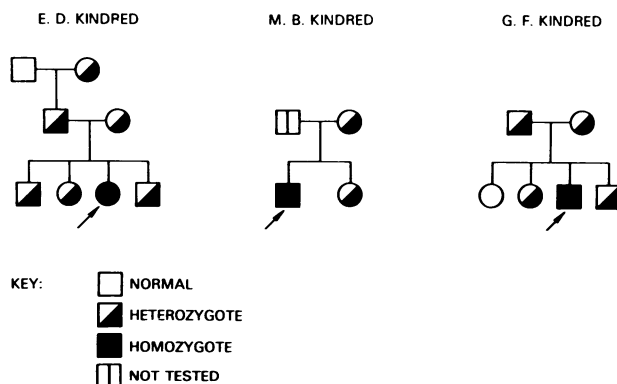 E. D. KINDRED
M. B. KINDRED
G. F. KINDRED
KEY:
NORMAL
HETEROZYGOTE
HOMOZYGOTE
NOT TESTED